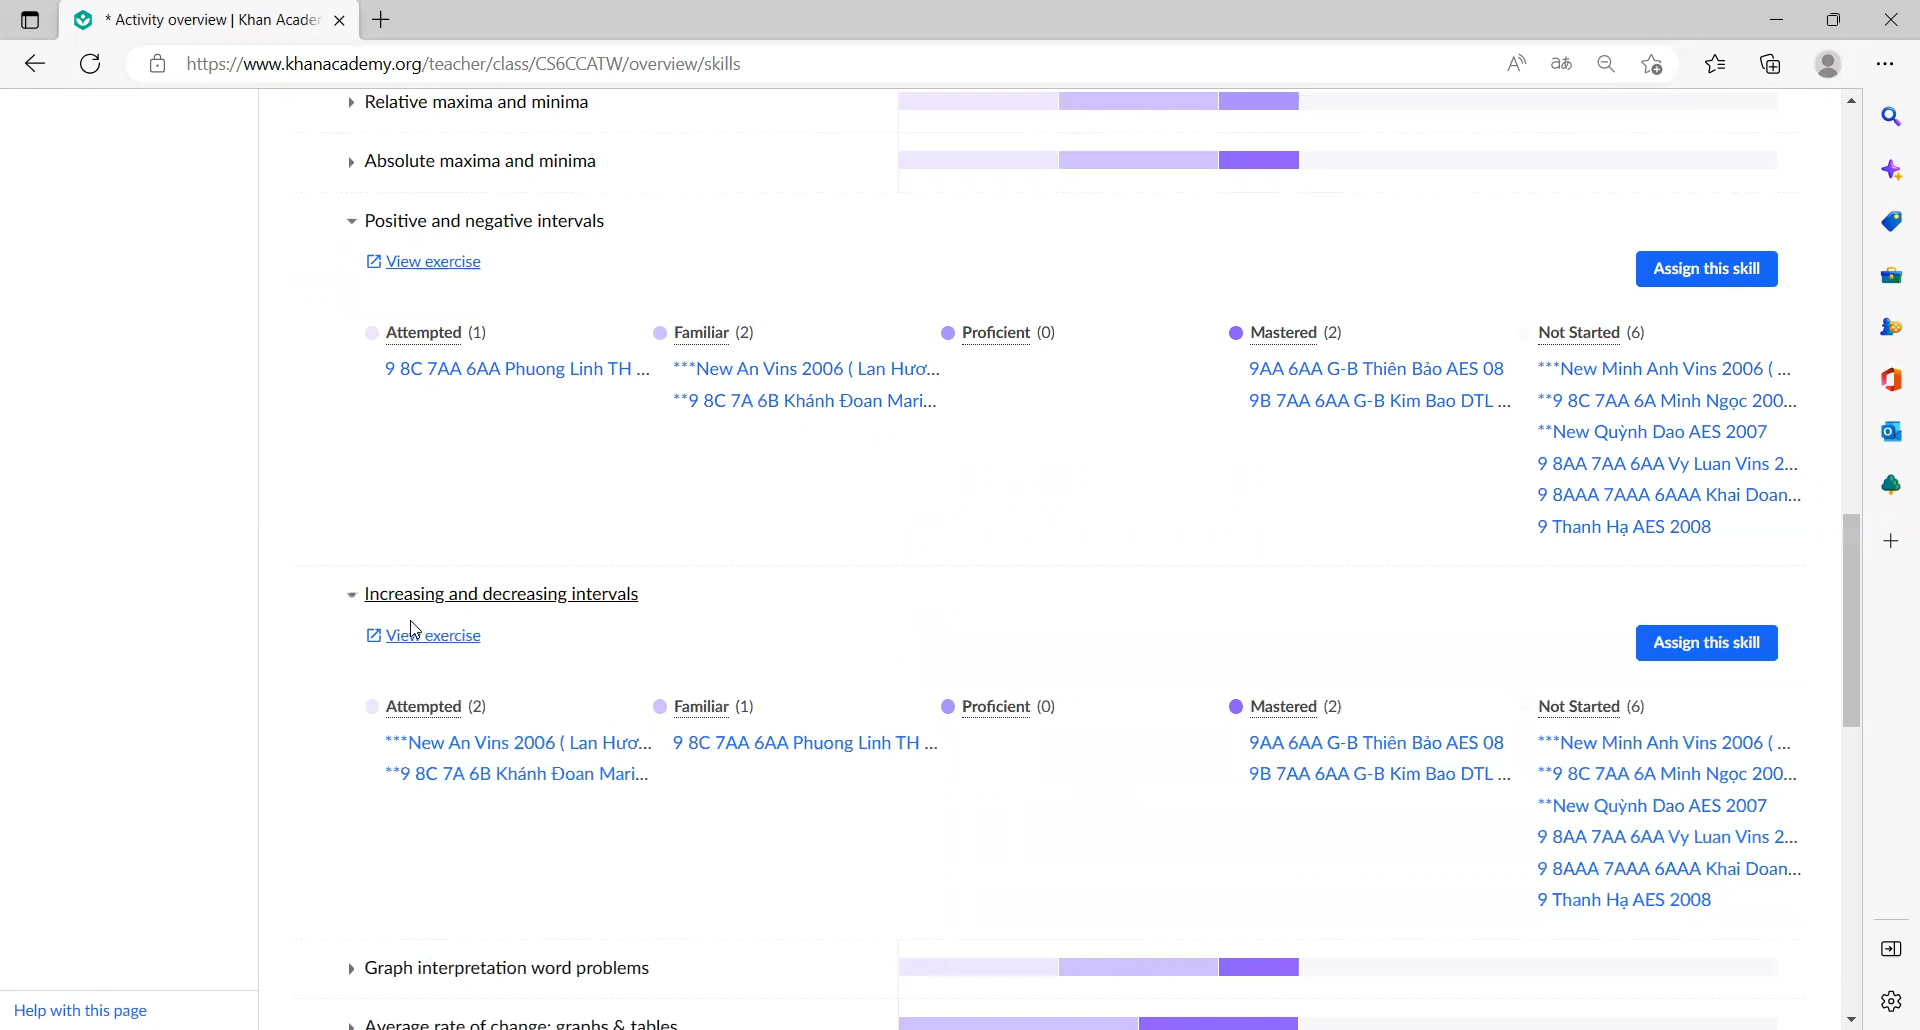 * Activity overview | Khan Acade
https://www.khanacademy.org/teacher/class/CS6CCATW/overview/skills
Relative maxima and minima
Absolute maxima and minima
Positive and negative intervals
View exercise
Assign this skill
Attempted (1)
9 8C 7AA 6AA Phuong Linh TH ...
Familiar (2)
***New An Vins 2006 ( Lan Hươ...
**9 8C 7A 6B Khánh Đoan Mari...
Proficient (0)
Mastered (2)
9AA 6AA G-B Thiên Bảo AES 08
9B 7AA 6AA G-B Kim Bao DTL ...
Not Started (6)
***New Minh Anh Vins 2006 ( ...
**9 8C 7AA 6A Minh Ngọc 200...
**New Quỳnh Dao AES 2007
9 8AA 7AA 6AA Vy Luan Vins 2...
9 8AAA 7AAA 6AAA Khai Doan...
9 Thanh Hạ AES 2008
Increasing and decreasing intervals
View exercise
Assign this skill
Attempted (2)
***New An Vins 2006 ( Lan Hươ...
**9 8C 7A 6B Khánh Đoan Mari...
Familiar (1)
9 8C 7AA 6AA Phuong Linh TH ...
Proficient (0)
Mastered (2)
9AA 6AA G-B Thiên Bảo AES 08
9B 7AA 6AA G-B Kim Bao DTL ...
Not Started (6)
***New Minh Anh Vins 2006 ( ...
**9 8C 7AA 6A Minh Ngọc 200...
**New Quỳnh Dao AES 2007
9 8AA 7AA 6AA Vy Luan Vins 2...
9 8AAA 7AAA 6AAA Khai Doan...
9 Thanh Hạ AES 2008
Graph interpretation word problems
Average rate of change: graphs & tables
Help with this page